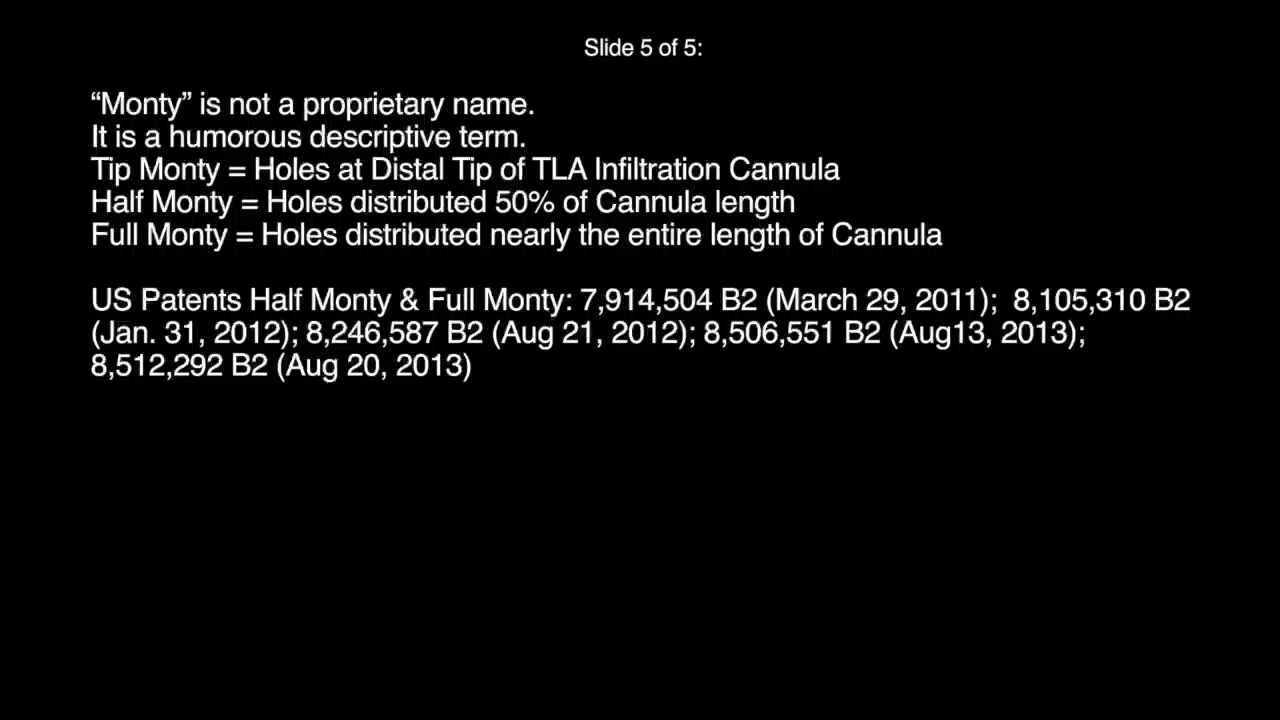 Slide 5 of 5:
“Monty” is not a proprietary name.
It is a humorous descriptive term.
Tip Monty = Holes at Distal Tip of TLA Infiltration Cannula
Half Monty = Holes distributed 50% of Cannula length
Full Monty = Holes distributed nearly the entire length of Cannula
US Patents Half Monty & Full Monty: 7,914,504 B2 (March 29, 2011);  8,105,310 B2
(Jan. 31, 2012); 8,246,587 B2 (Aug 21, 2012); 8,506,551 B2 (Aug13, 2013);
8,512,292 B2 (Aug 20, 2013)